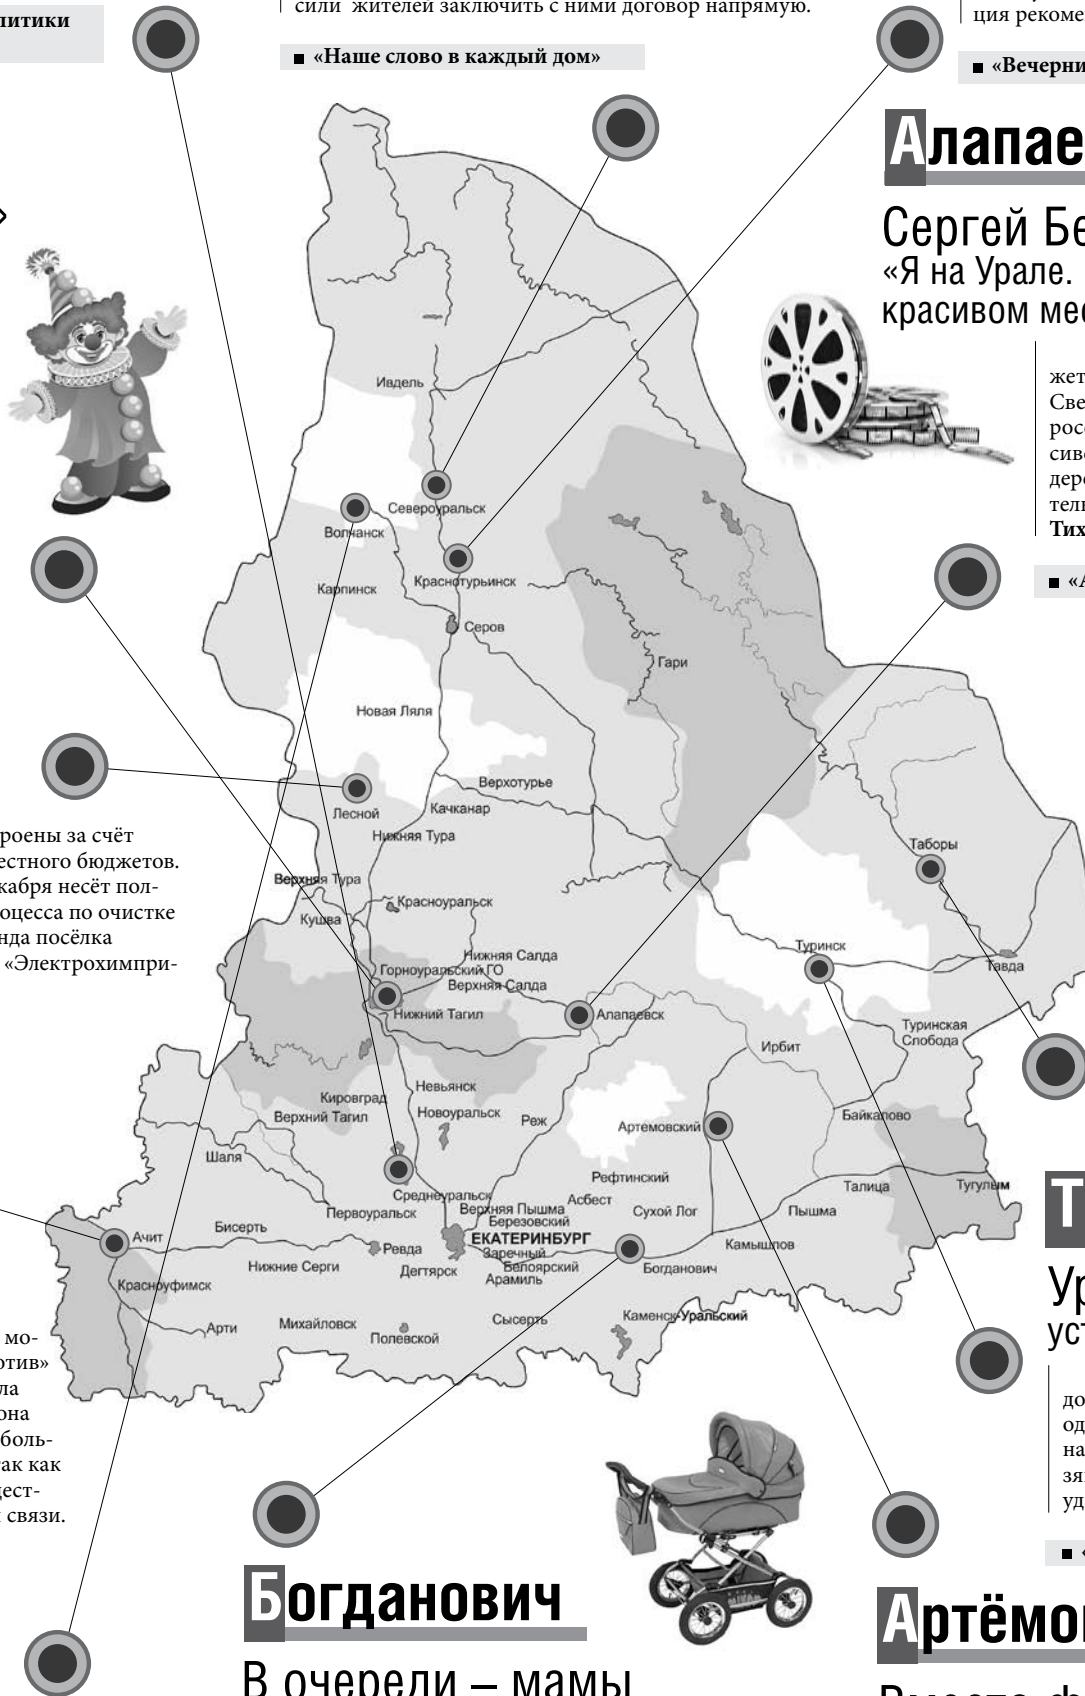 литики
сили жителей заключить с ними договор напрямую.
«Наше слово в каждый дом»
ция рекоме
«Вечерни
Алапае
Сергей Бе
«Я на Урале.
красивом мес
жет
Све
рос
сиво
дере
тель
Тих
«А
роены за счёт
естного бюджетов.
кабря несёт пол-
оцесса по очистке
нда посёлка
«Электрохимпри-
Ивдель
Североуральск
Волчанск
Краснотурьинск
Карпинск
Серов
Гари
Новая Ляля
Верхотурье
Лесной
Качканар
Нижняя Тура
Таборы
Верхняя Тура
Красноуральск
Кушва
Туринск
Нижняя Салда
Тавда
Горноуральский ГО
Верхняя Салда
Нижний Тагил
Алапаевск
Туринская
Слобода
Ирбит
Невьянск
Кировград
Новоуральск
Верхний Тагил
Реж
Артемовский
Байкалово
Шаля
Рефтинский
Талица
Тугулым
Среднеуральск
Асбест
Верхняя Пышма
Первоуральск
Сухой Лог
Пышма
Березовский
Бисерть
Ачит
ЕКАТЕРИНБУРГ
Камышлов
Ревда
Заречный
Нижние Серги
Дегтярск
Белоярский
Богданович
Арамиль
Красноуфимск
Арти
Михайловск
Полевской
Сысерть
Каменск-Уральский
мо-
отив»
ла
она
боль-
так как
дест-
связи.
Т
Ур
уст
до
од
на
зя
уд
«
Богданович
В очереди – мамы
Артёмо